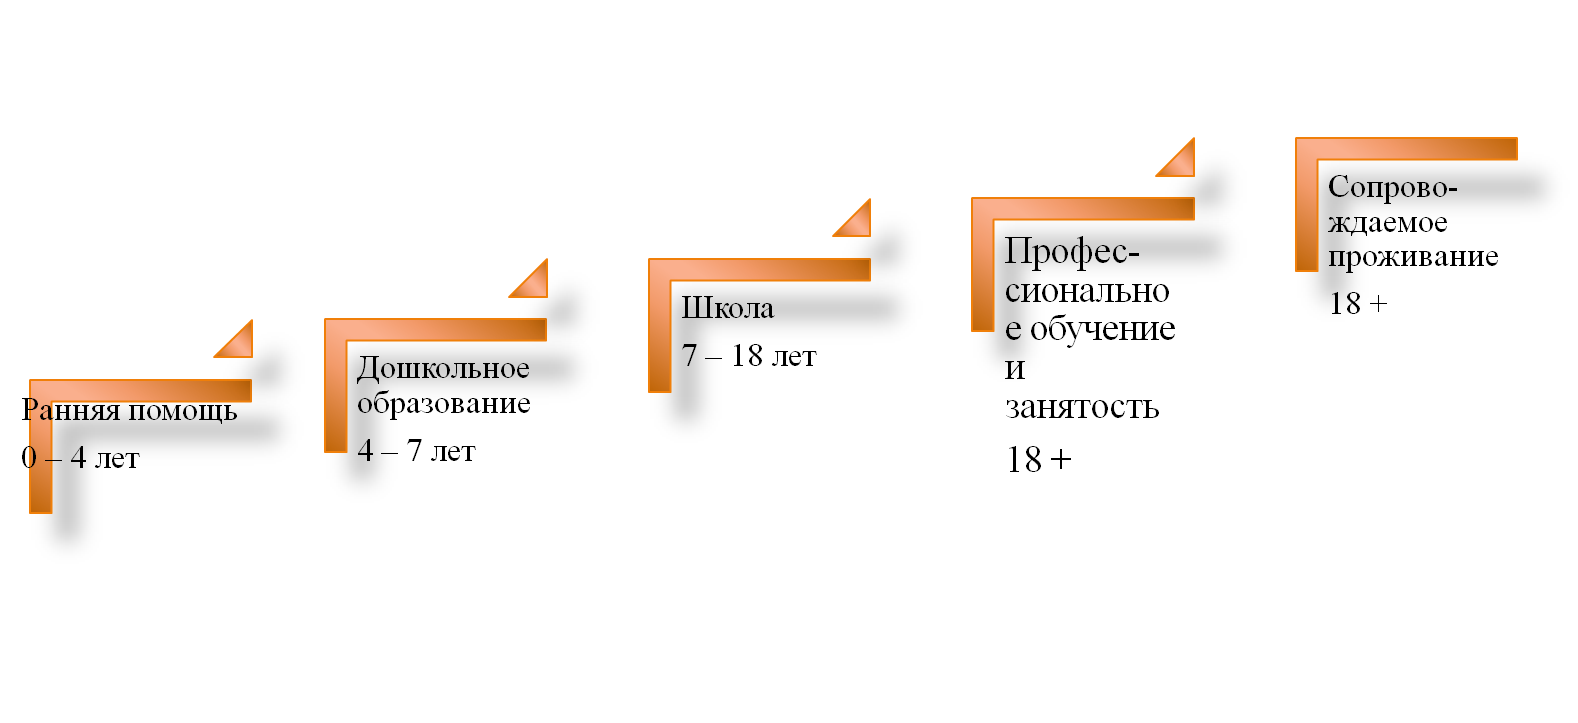 Ранняя помощь
0 – 4 лет
Дошкольное
образование
4 – 7 лет
Школа
7 – 18 лет
Профес-
сионально
е обучение
и
занятость
18 +
Сопрово-
ждаемое
проживание
18 +